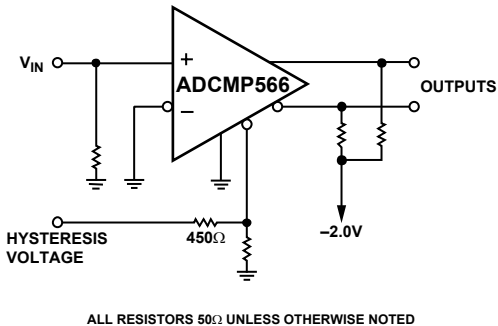 V_IN
+
ADCMP566
−
OUTPUTS
−2.0V
450Ω
HYSTERESIS
VOLTAGE
ALL RESISTORS 50Ω UNLESS OTHERWISE NOTED